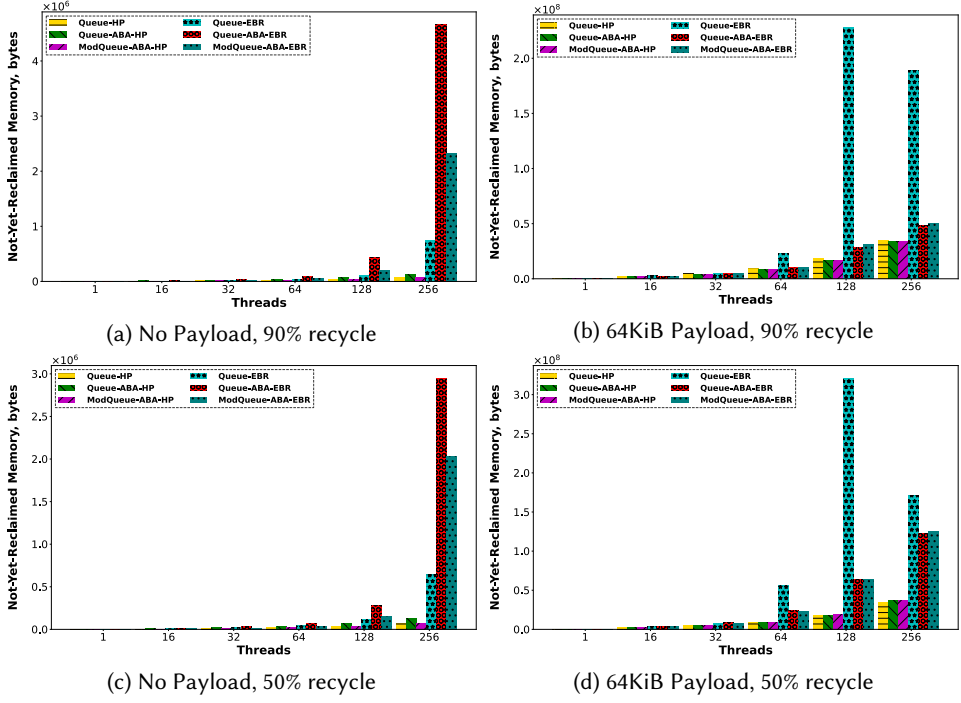 ×10⁶
Queue-HP
Queue-ABA-HP
ModQueue-ABA-HP
Queue-EBR
Queue-ABA-EBR
ModQueue-ABA-EBR
Not-Yet-Reclaimed Memory, bytes
4
2
1
0
1 16 32 64 128 256
Threads
(a) No Payload, 90% recycle
×10⁸
Queue-HP
Queue-ABA-HP
ModQueue-ABA-HP
Queue-EBR
Queue-ABA-EBR
ModQueue-ABA-EBR
Not-Yet-Reclaimed Memory, bytes
2.0
1.5
1.0
0.5
0.0
1 16 32 64 128 256
Threads
(b) 64KiB Payload, 90% recycle
×10⁶
Queue-HP
Queue-ABA-HP
ModQueue-ABA-HP
Queue-EBR
Queue-ABA-EBR
ModQueue-ABA-EBR
Not-Yet-Reclaimed Memory, bytes
3.0
2.5
2.0
1.5
1.0
0.5
0.0
1 16 32 64 128 256
Threads
(c) No Payload, 50% recycle
×10⁸
Queue-HP
Queue-ABA-HP
ModQueue-ABA-HP
Queue-EBR
Queue-ABA-EBR
ModQueue-ABA-EBR
Not-Yet-Reclaimed Memory, bytes
3.0
2.5
2.0
1.5
1.0
0.5
0.0
1 16 32 64 128 256
Threads
(d) 64KiB Payload, 50% recycle